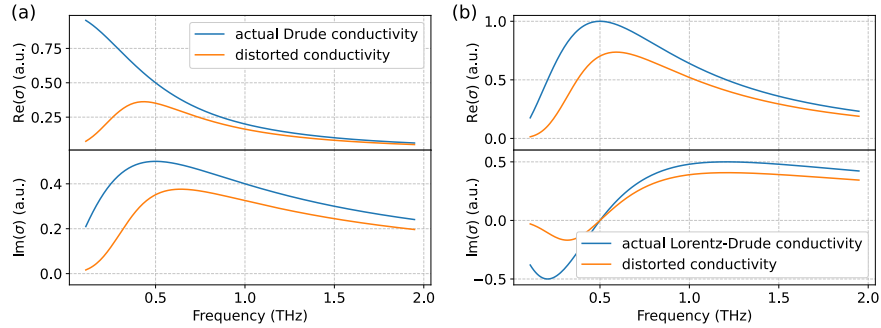 (a)
Re(σ) (a.u.)
0.75
0.50
0.25
actual Drude conductivity
distorted conductivity
Im(σ) (a.u.)
0.4
0.2
0.0
0.5
1.0
1.5
2.0
Frequency (THz)
(b)
Re(σ) (a.u.)
1.0
0.5
0.0
Im(σ) (a.u.)
0.5
0.0
−0.5
actual Lorentz-Drude conductivity
distorted conductivity
0.5
1.0
1.5
2.0
Frequency (THz)